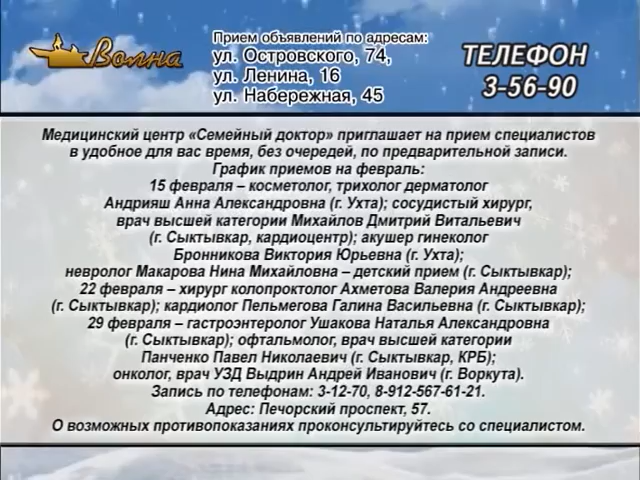 Волна
Прием объявлений по адресам:
ул. Островского, 74,
ул. Ленина, 16
ул. Набережная, 45
ТЕЛЕФОН
3-56-90
Медицинский центр «Семейный доктор» приглашает на прием специалистов
в удобное для вас время, без очередей, по предварительной записи.
График приемов на февраль:
15 февраля – косметолог, трихолог дерматолог
Андрияш Анна Александровна (г. Ухта); сосудистый хирург,
врач высшей категории Михайлов Дмитрий Витальевич
(г. Сыктывкар, кардиоцентр); акушер гинеколог
Бронникова Виктория Юрьевна (г. Ухта);
невролог Макарова Нина Михайловна – детский прием (г. Сыктывкар);
22 февраля – хирург колопроктолог Ахметова Валерия Андреевна
(г. Сыктывкар); кардиолог Пельмегова Галина Васильевна (г. Сыктывкар);
29 февраля – гастроэнтеролог Ушакова Наталья Александровна
(г. Сыктывкар); офтальмолог, врач высшей категории
Панченко Павел Николаевич (г. Сыктывкар, КРБ);
онколог, врач УЗД Выдрин Андрей Иванович (г. Воркута).
Запись по телефонам: 3-12-70, 8-912-567-61-21.
Адрес: Печорский проспект, 57.
О возможных противопоказаниях проконсультируйтесь со специалистом.